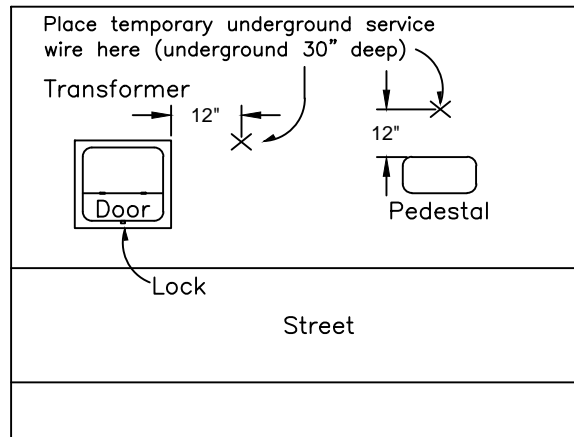 Place temporary underground service
wire here (underground 30” deep)
Transformer
12"
12"
Door
Pedestal
Lock
Street